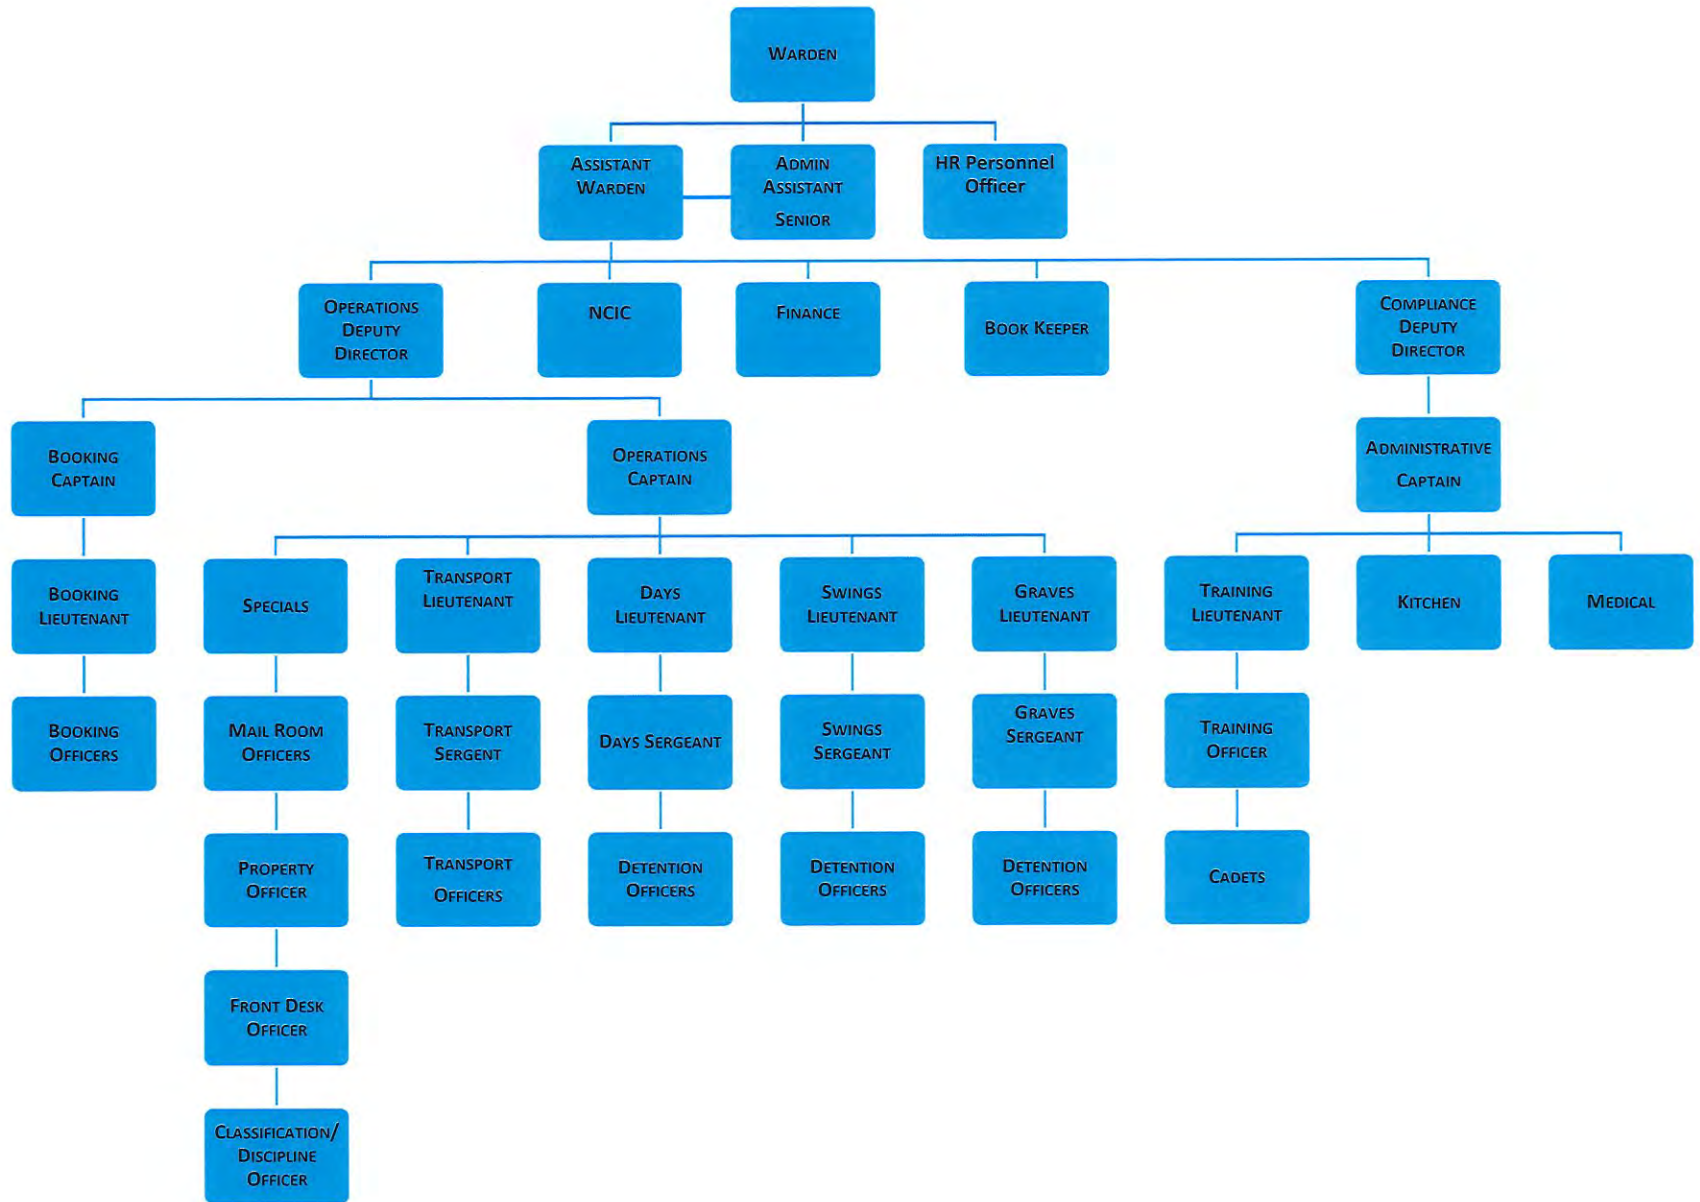 WARDEN
ASSISTANT
WARDEN
ADMIN
ASSISTANT
SENIOR
HR Personnel
Officer
OPERATIONS
DEPUTY
DIRECTOR
NCIC
FINANCE
BOOK KEEPER
COMPLIANCE
DEPUTY
DIRECTOR
BOOKING
CAPTAIN
OPERATIONS
CAPTAIN
ADMINISTRATIVE
CAPTAIN
BOOKING
LIEUTENANT
SPECIALS
TRANSPORT
LIEUTENANT
DAYS
LIEUTENANT
SWINGS
LIEUTENANT
GRAVES
LIEUTENANT
TRAINING
LIEUTENANT
KITCHEN
MEDICAL
BOOKING
OFFICERS
MAIL ROOM
OFFICERS
TRANSPORT
SERGENT
DAYS SERGEANT
SWINGS
SERGEANT
GRAVES
SERGEANT
TRAINING
OFFICER
PROPERTY
OFFICER
TRANSPORT
OFFICERS
DETENTION
OFFICERS
DETENTION
OFFICERS
DETENTION
OFFICERS
CADETS
FRONT DESK
OFFICER
CLASSIFICATION/
DISCIPLINE
OFFICER